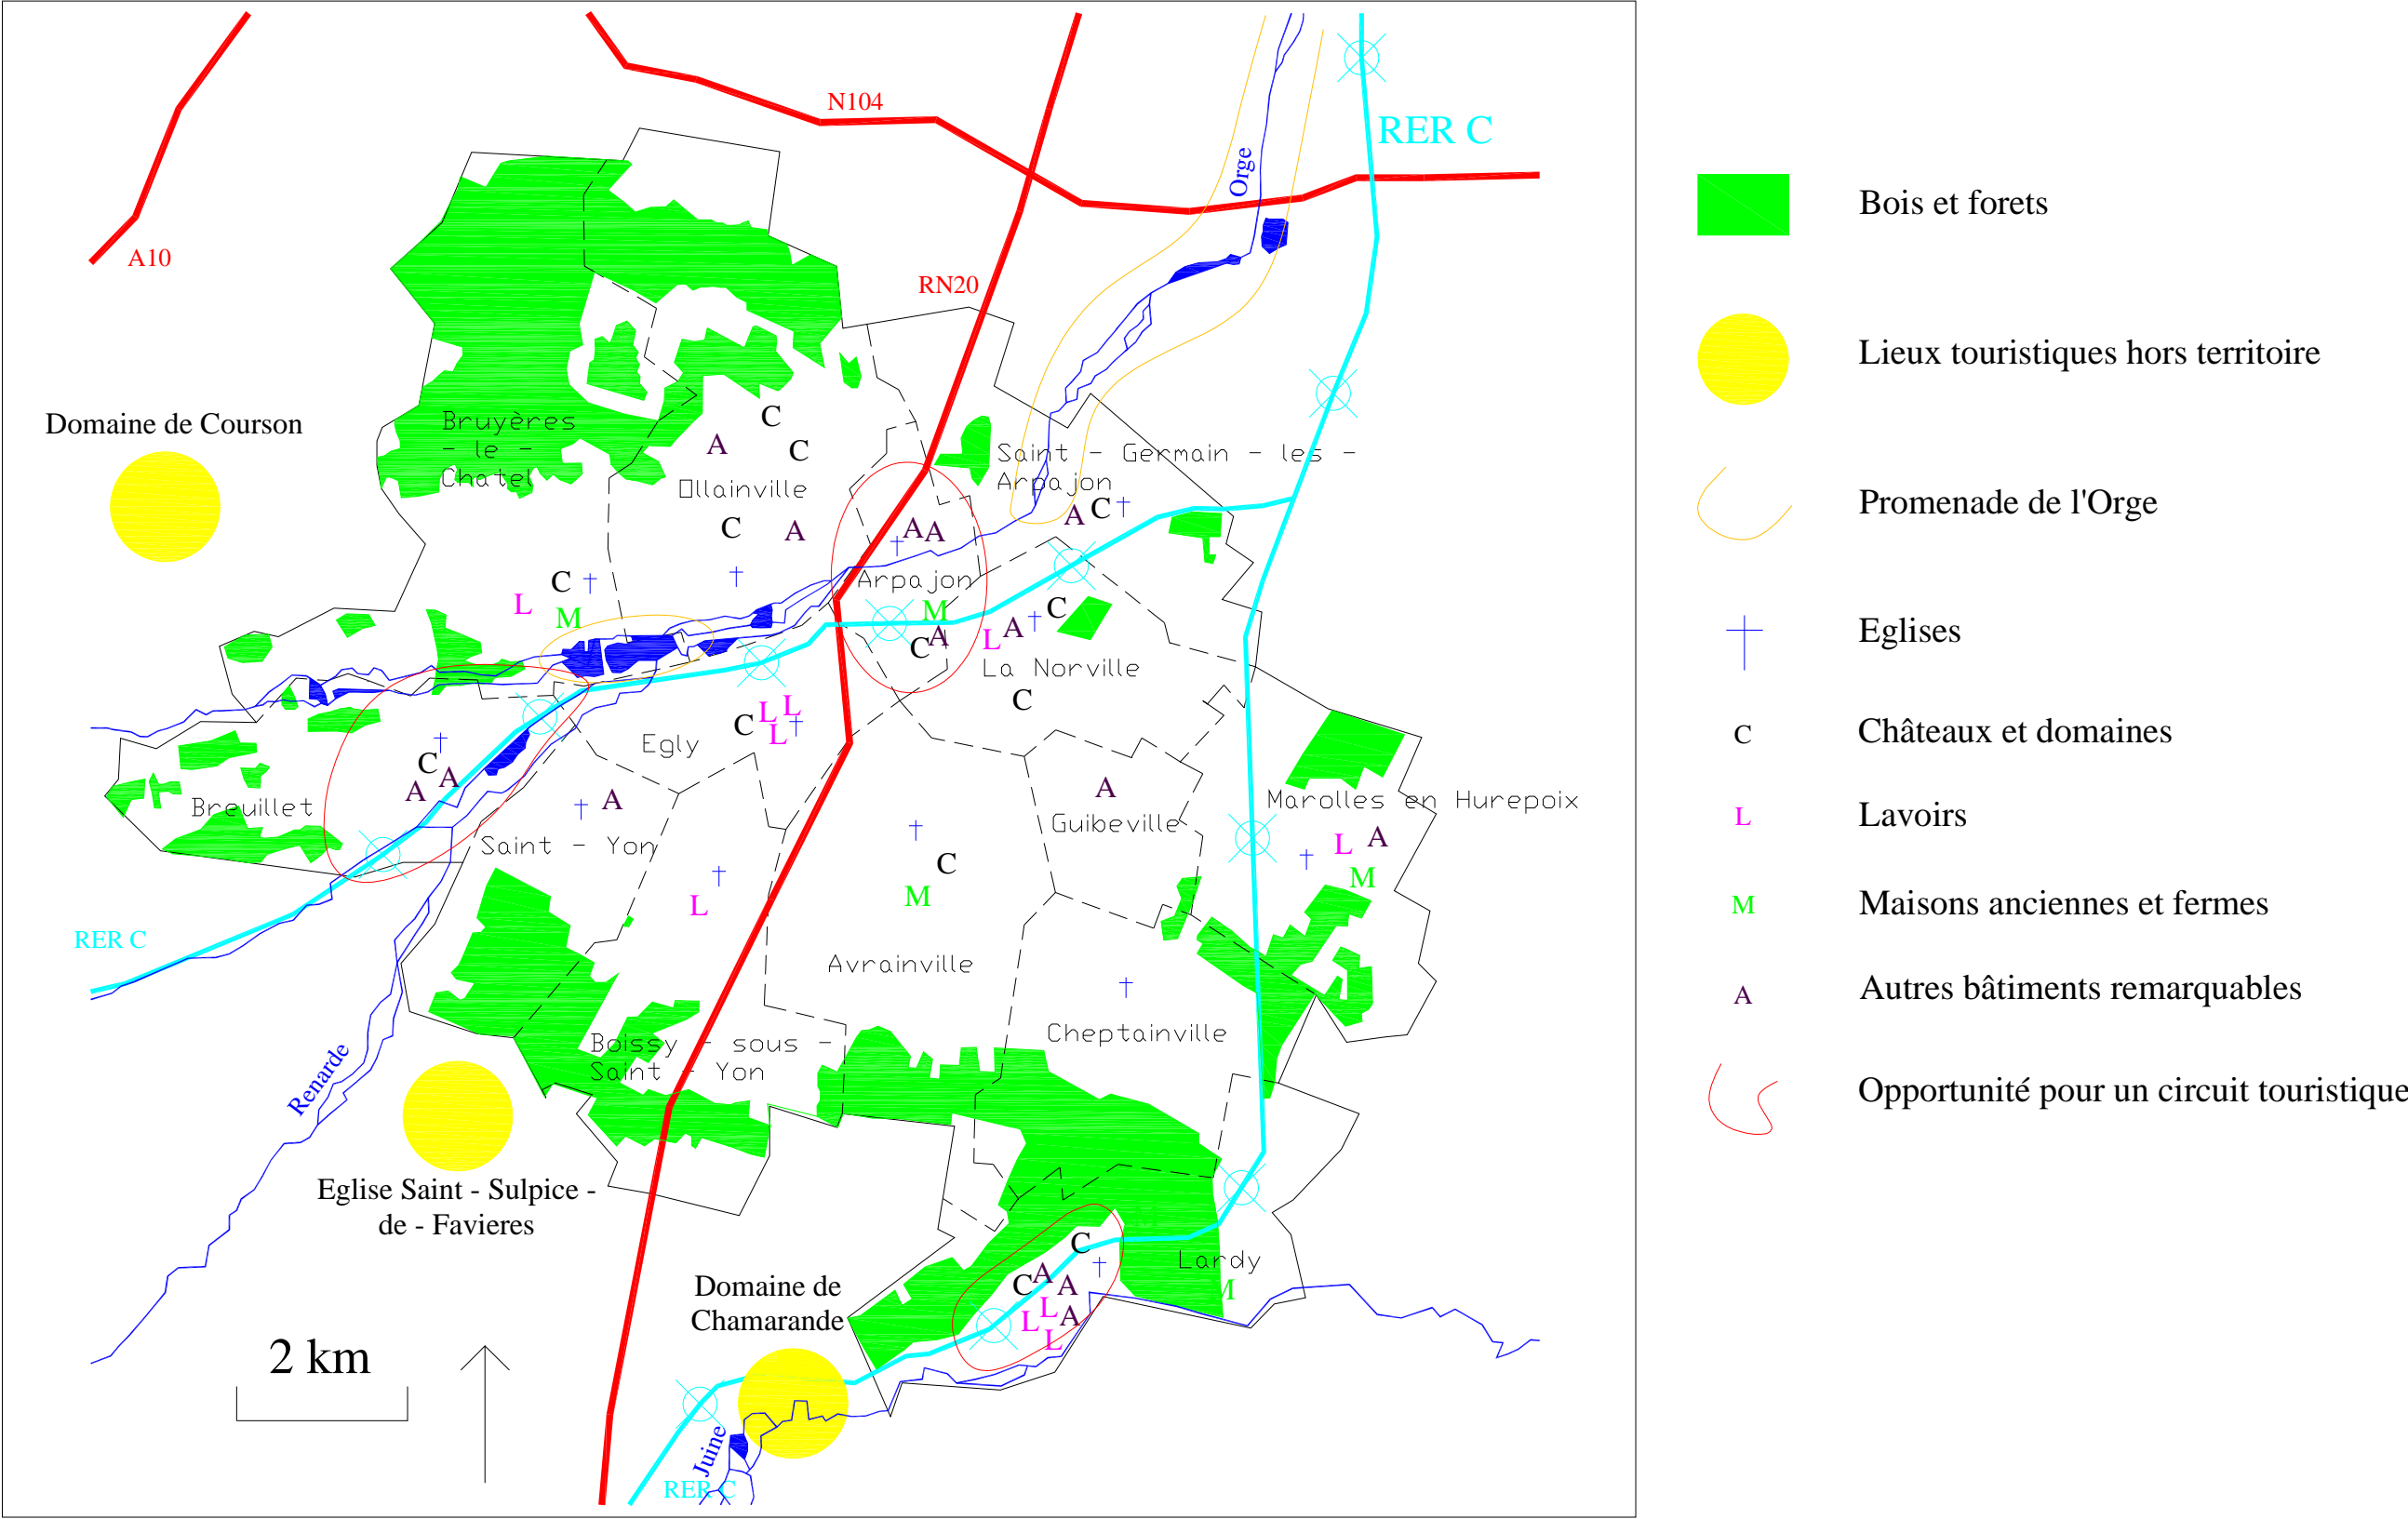 N104
RER C
Orge
A10
RN20
Domaine de Courson
Bruyères
- le -
Chatel
C
A
C
Ollainville
Saint - Germain - les -
Arpajon
C
A
A A
A C
C
L
M
Arpajon
M
C
A
L A C
La Norville
C
C L L
L
Egly
C
A A
Breuillet
A
Saint - Yon
A
Guibeville
Marolles en Hurepoix
L A
M
C
M
L
RER C
Avrainville
Cheptainville
Boissy - sous -
Saint - Yon
Renarde
Eglise Saint - Sulpice -
de - Favieres
C
Lardy
M
C A A
L L A
L
Domaine de
Chamarande
2 km
Juine
RER C
Bois et forets
Lieux touristiques hors territoire
Promenade de l'Orge
Eglises
C Châteaux et domaines
L Lavoirs
M Maisons anciennes et fermes
A Autres bâtiments remarquables
Opportunité pour un circuit touristique